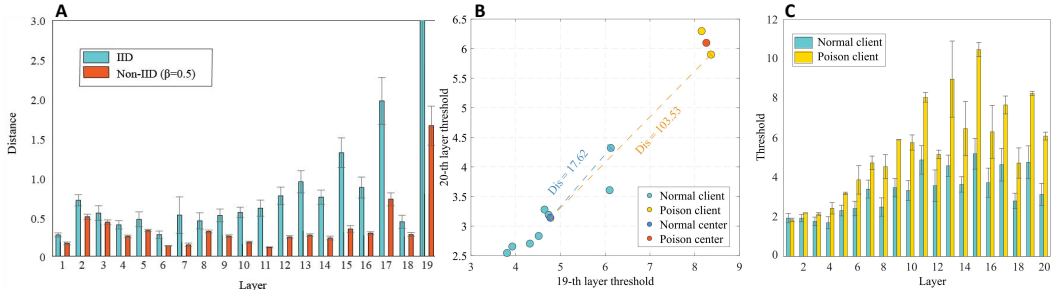 A
3.0
2.5
2.0
1.5
1.0
0.5
0
Distance
IID
Non-IID (β=0.5)
1 2 3 4 5 6 7 8 9 10 11 12 13 14 15 16 17 18 19
Layer
B
6.5
6.0
5.5
5.0
4.5
4.0
3.5
3.0
2.5
20-th layer threshold
Dis = 17.62
Dis = 103.53
Normal client
Poison client
Normal center
Poison center
3 4 5 6 7 8 9
19-th layer threshold
C
12
10
8
6
4
2
0
Threshold
Normal client
Poison client
2 4 6 8 10 12 14 16 18 20
Layer